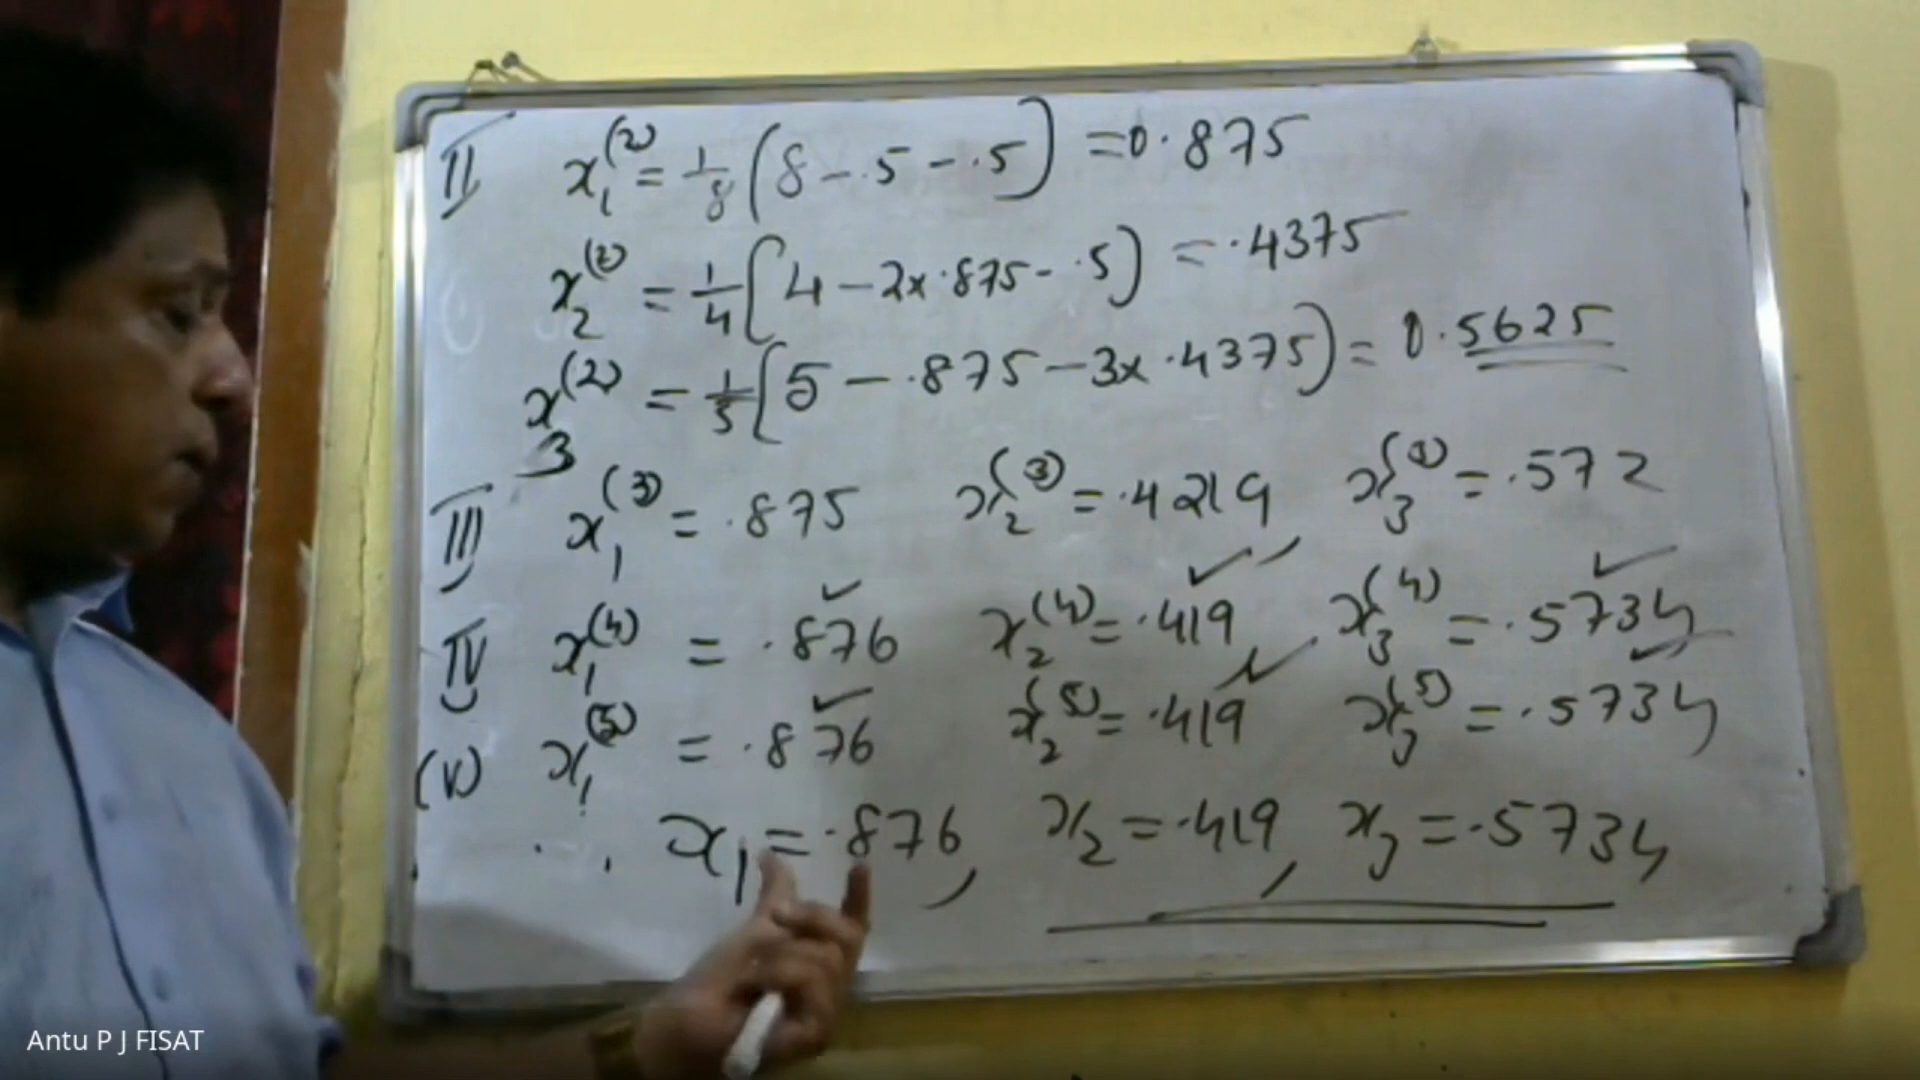 II x₁⁽²⁾ = 1/8 (8 - .5 - .5) = 0.875
x₂⁽²⁾ = 1/4 (4 - 2x.875 - .5) = .4375
x₃⁽²⁾ = 1/5 (5 - .875 - 3x.4375) = 0.5625
III x₁⁽³⁾ = .875 x₂⁽³⁾ = .4219, x₃⁽³⁾ = .572
IV x₁⁽⁴⁾ = .876 x₂⁽⁴⁾ = .419, x₃⁽⁴⁾ = .5734
(V) x₁⁽⁵⁾ = .876 x₂⁽⁵⁾ = .419 x₃⁽⁵⁾ = .5734
∴ x₁ = .876, x₂ = .419, x₃ = .5734
Antu P J FISAT